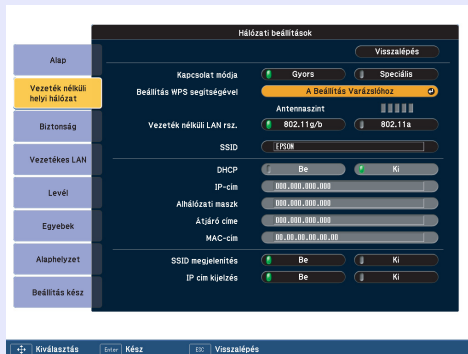 Hálózati beállítások
Visszalépés
Alap
Vezeték nélküli
helyi hálózat
Biztonság
Vezetékes LAN
Levél
Egyebek
Alaphelyzet
Beállítás kész
Kapcsolat módja Gyors Speciális
Beállítás WPS segítségével A Beállítás Varázslóhoz
Antennaszint
Vezeték nélküli LAN rsz. 802.11g/b 802.11a
SSID EPSON
DHCP Be Ki
IP-cím 000.000.000.000
Alhálózati maszk 000.000.000.000
Átjáró címe 000.000.000.000
MAC-cím 00.00.00.00.00.00
SSID megjelenítés Be Ki
IP cím kijelzés Be Ki
Kiválasztás Enter Kész ESC Visszalépés